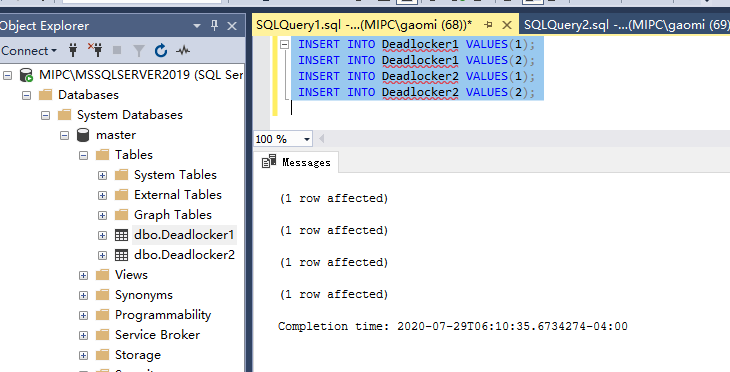 Object Explorer
Connect
MIPC\MSSQLSERVER2019 (SQL Ser
Databases
System Databases
master
Tables
System Tables
External Tables
Graph Tables
dbo.Deadlocker1
dbo.Deadlocker2
Views
Synonyms
Programmability
Service Broker
Storage
SQLQuery1.sql -...(MIPC\gaomi (68))*
SQLQuery2.sql -...(MIPC\gaomi (69)
INSERT INTO Deadlocker1 VALUES(1);
INSERT INTO Deadlocker1 VALUES(2);
INSERT INTO Deadlocker2 VALUES(1);
INSERT INTO Deadlocker2 VALUES(2);
100 %
Messages
(1 row affected)
(1 row affected)
(1 row affected)
(1 row affected)
Completion time: 2020-07-29T06:10:35.6734274-04:00